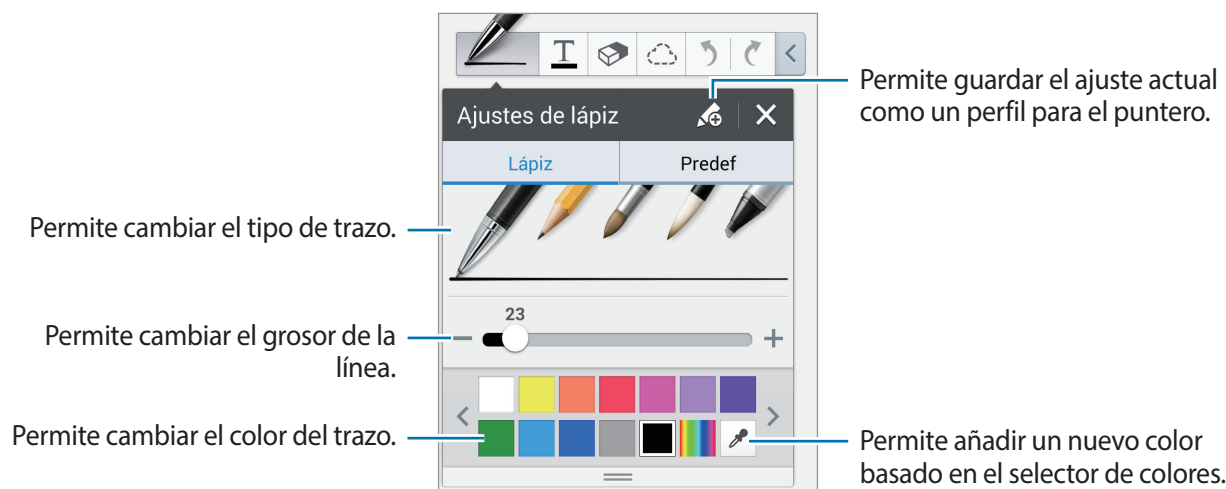 T
Ajustes de lápiz
Lápiz
Predef
23
Permite guardar el ajuste actual
como un perfil para el puntero.
Permite cambiar el tipo de trazo.
Permite cambiar el grosor de la
línea.
Permite cambiar el color del trazo.
Permite añadir un nuevo color
basado en el selector de colores.